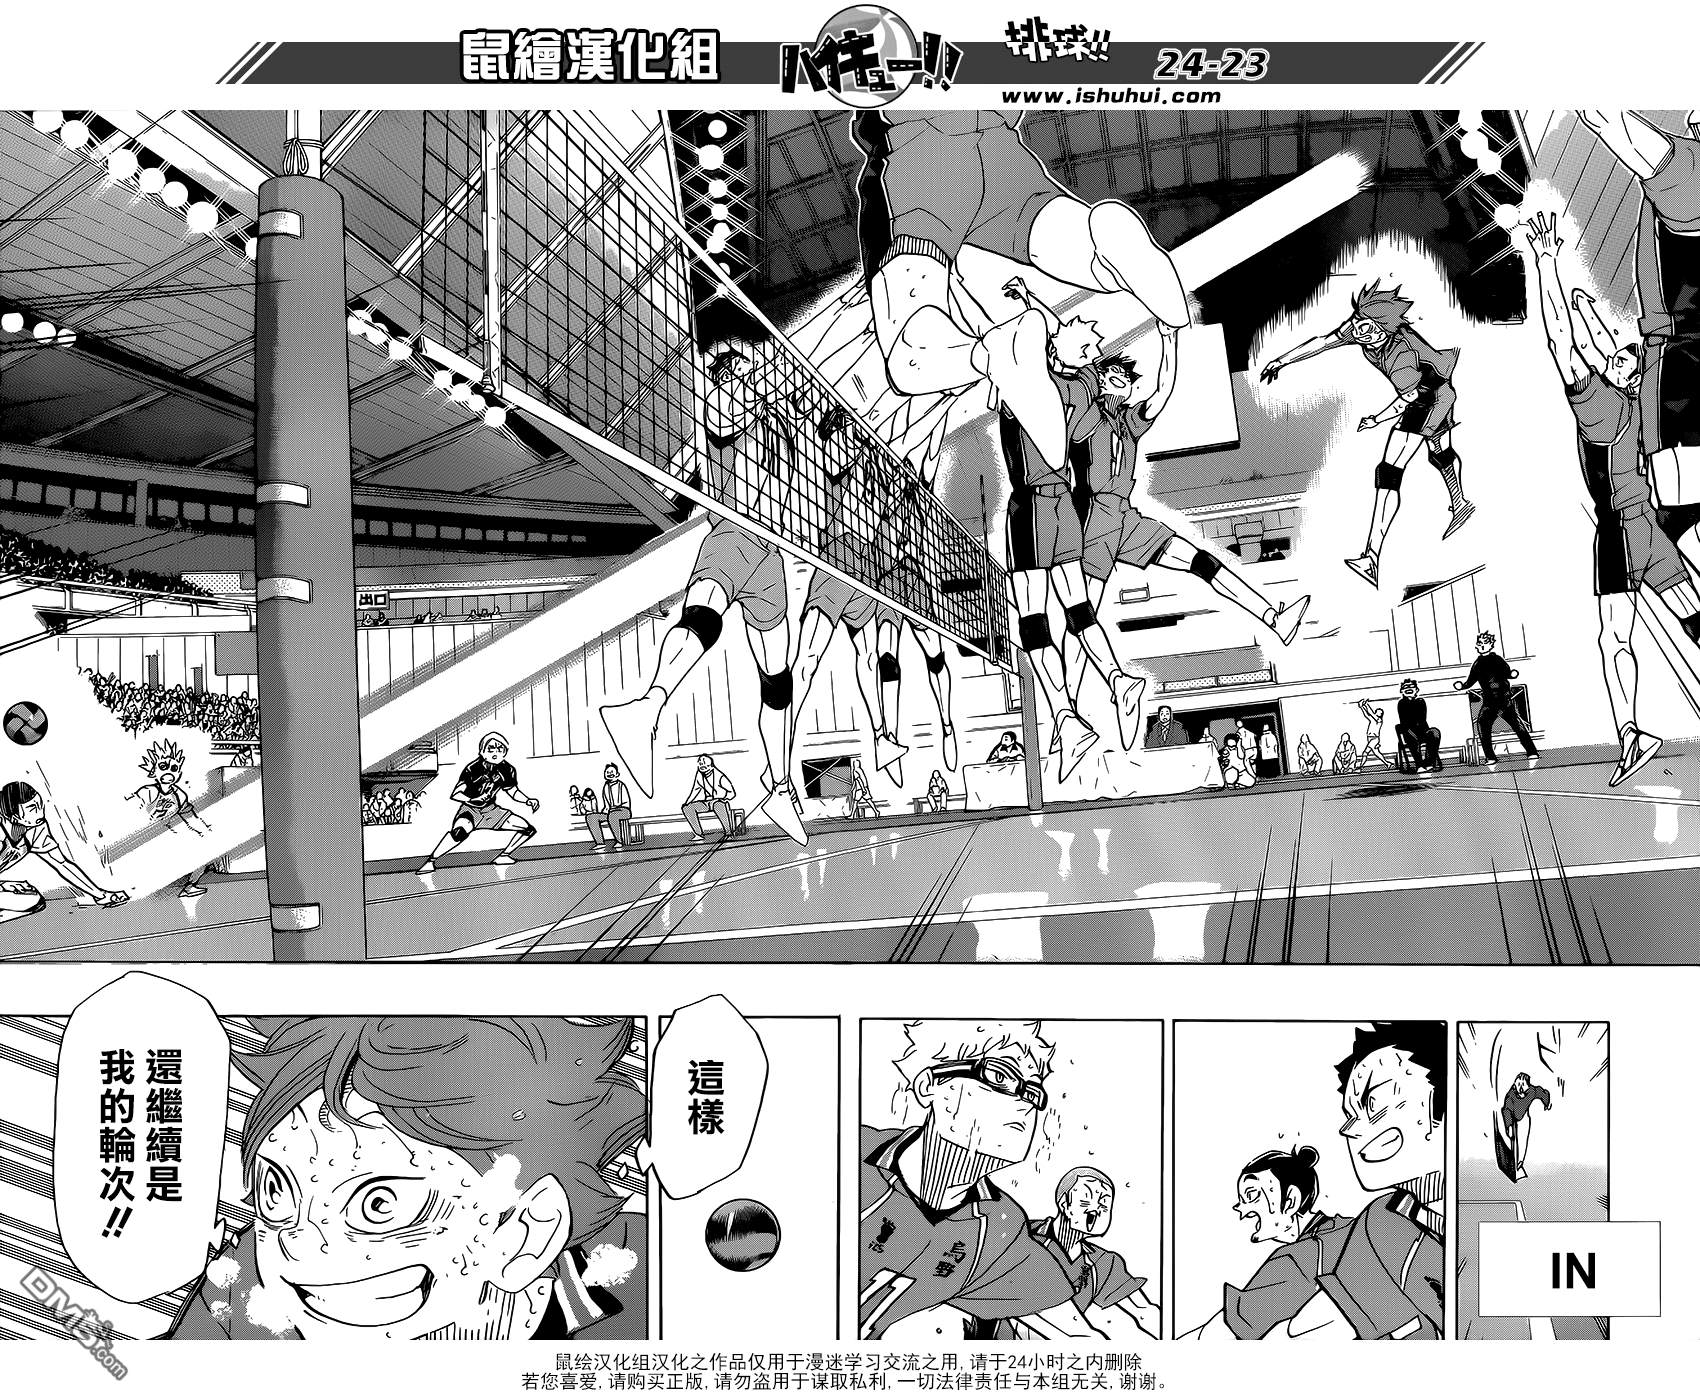 鼠繪漢化組
ハイキュー!!
排球!!
24-23
www.ishuhui.com
出口
IN
烏野
11
這樣
還繼續是
我的輪次!!
DM5.com
鼠绘汉化组汉化之作品仅用于漫迷学习交流之用, 请于24小时之内删除
若您喜爱, 请购买正版, 请勿盗用于谋取私利, 一切法律责任与本组无关, 谢谢。